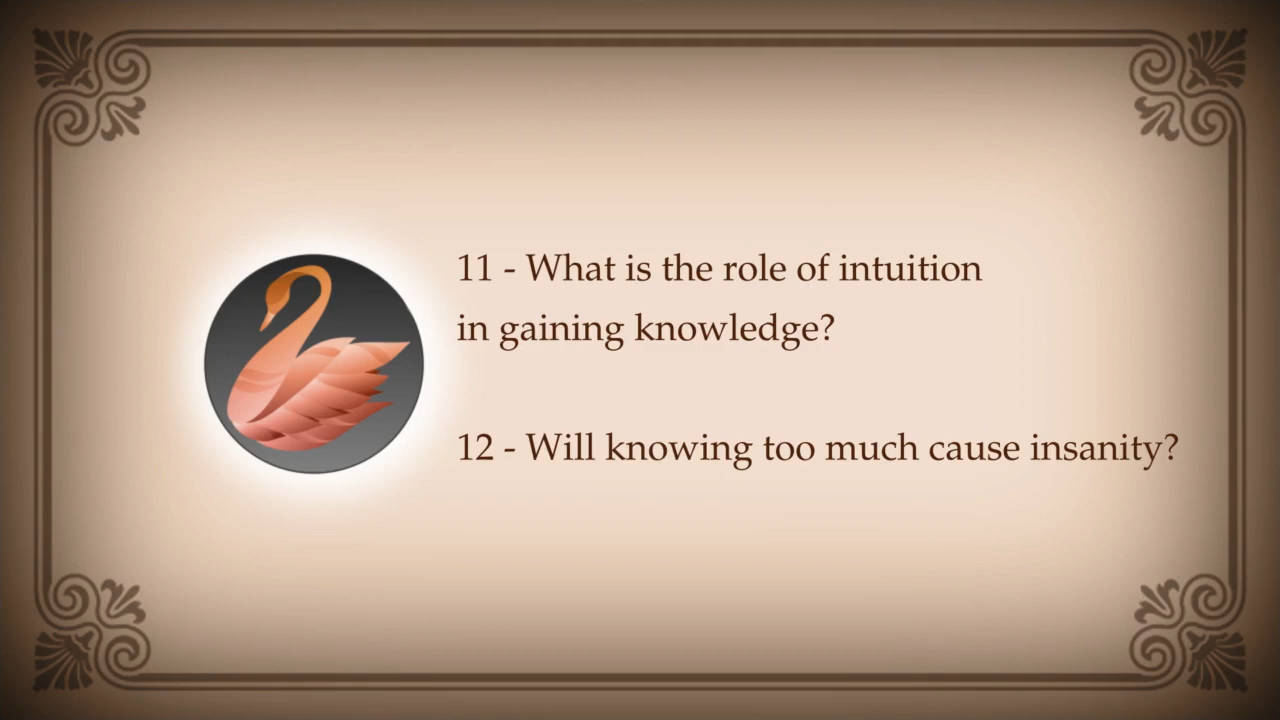 11 - What is the role of intuition
in gaining knowledge?
12 - Will knowing too much cause insanity?